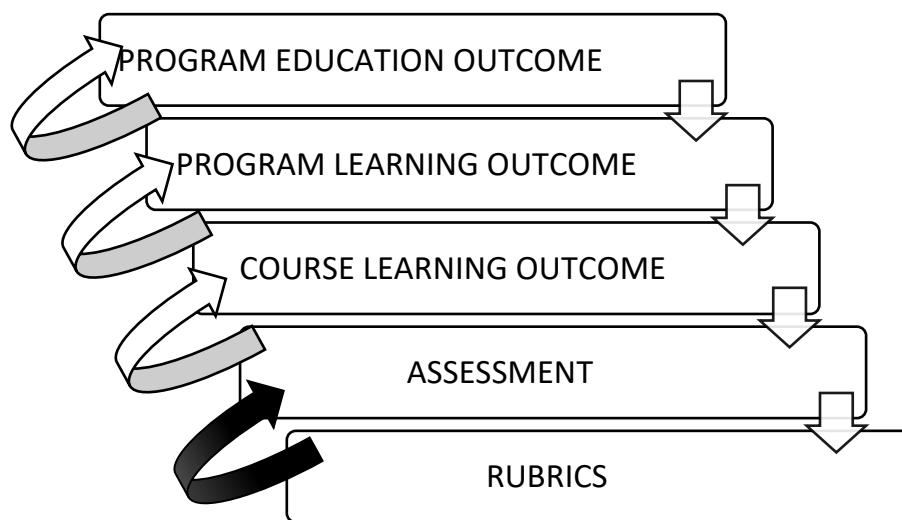 PROGRAM EDUCATION OUTCOME
PROGRAM LEARNING OUTCOME
COURSE LEARNING OUTCOME
ASSESSMENT
RUBRICS